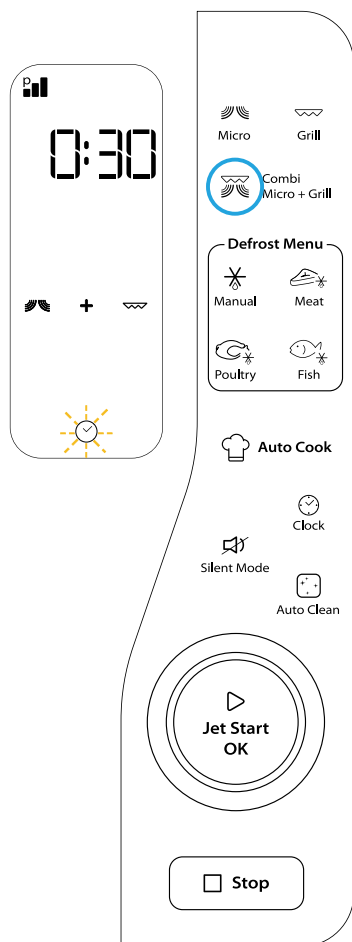 P
0:30
Micro Grill
Combi
Micro + Grill
Defrost Menu
Manual Meat
Poultry Fish
Auto Cook
Clock
Silent Mode
Auto Clean
Jet Start
OK
Stop